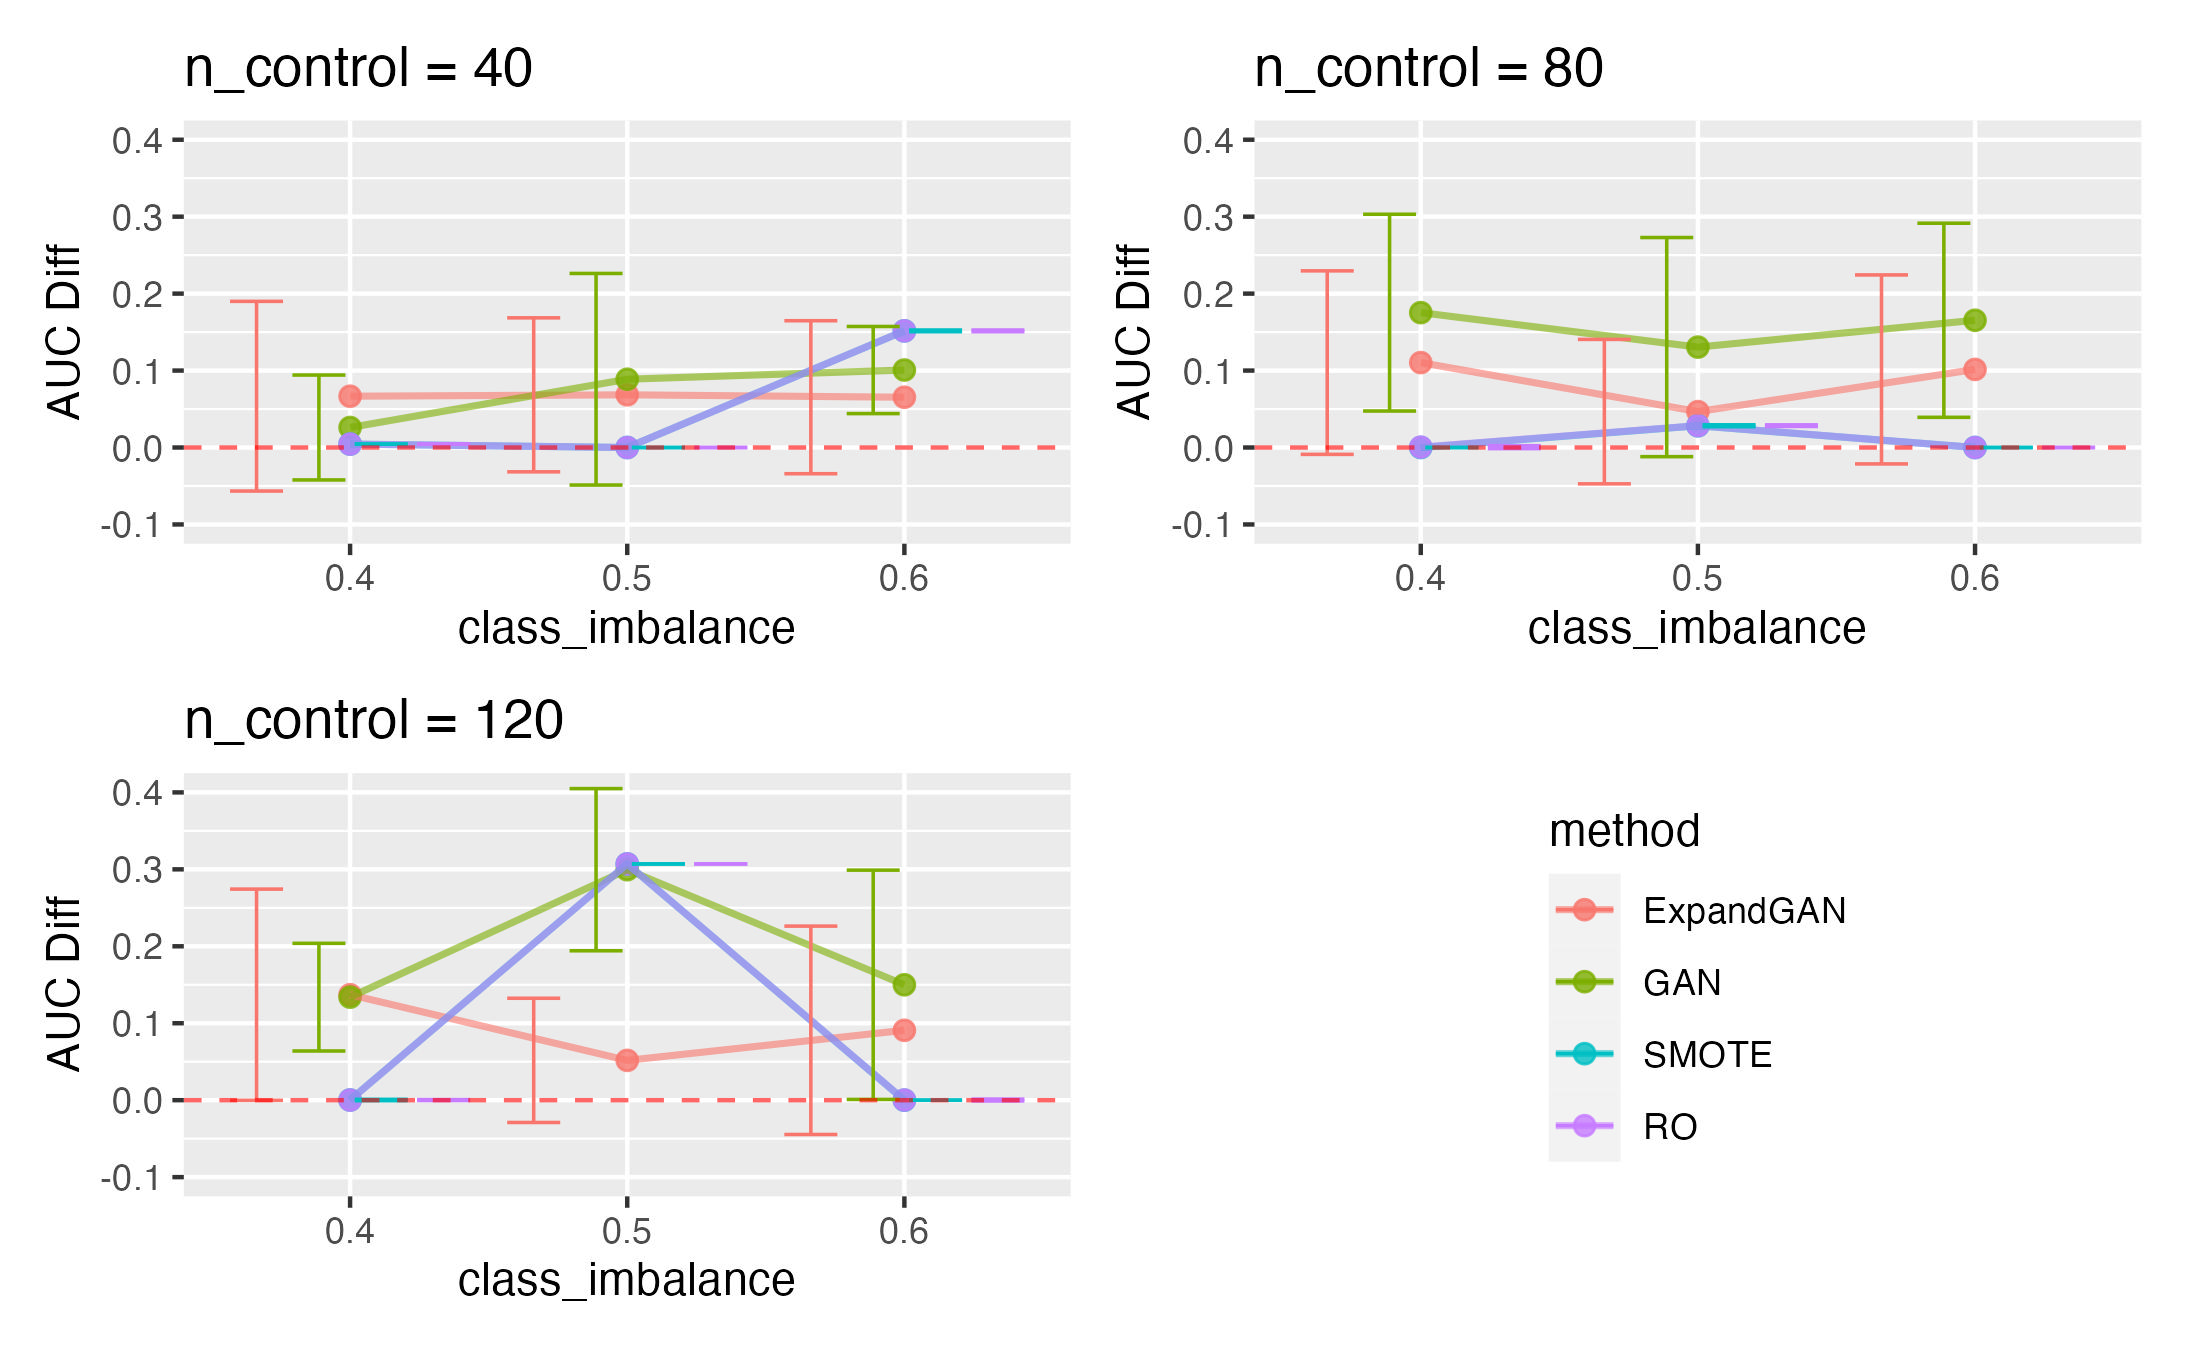 n_control = 40
0.4
0.3
0.2
0.1
0.0
-0.1
AUC Diff
0.4 0.5 0.6
class_imbalance
n_control = 80
0.4
0.3
0.2
0.1
0.0
-0.1
AUC Diff
0.4 0.5 0.6
class_imbalance
n_control = 120
0.4
0.3
0.2
0.1
0.0
-0.1
AUC Diff
0.4 0.5 0.6
class_imbalance
method
ExpandGAN
GAN
SMOTE
RO